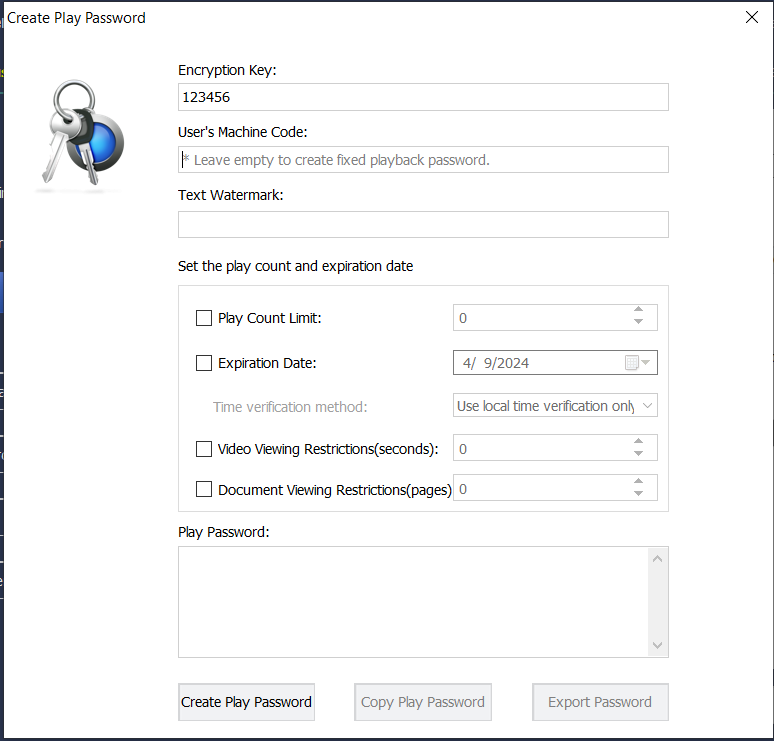 Create Play Password
Encryption Key:
123456
User's Machine Code:
* Leave empty to create fixed playback password.
Text Watermark:
Set the play count and expiration date
Play Count Limit: 0
Expiration Date: 4/ 9/2024
Time verification method: Use local time verification only
Video Viewing Restrictions(seconds): 0
Document Viewing Restrictions(pages) 0
Play Password:
Create Play Password Copy Play Password Export Password